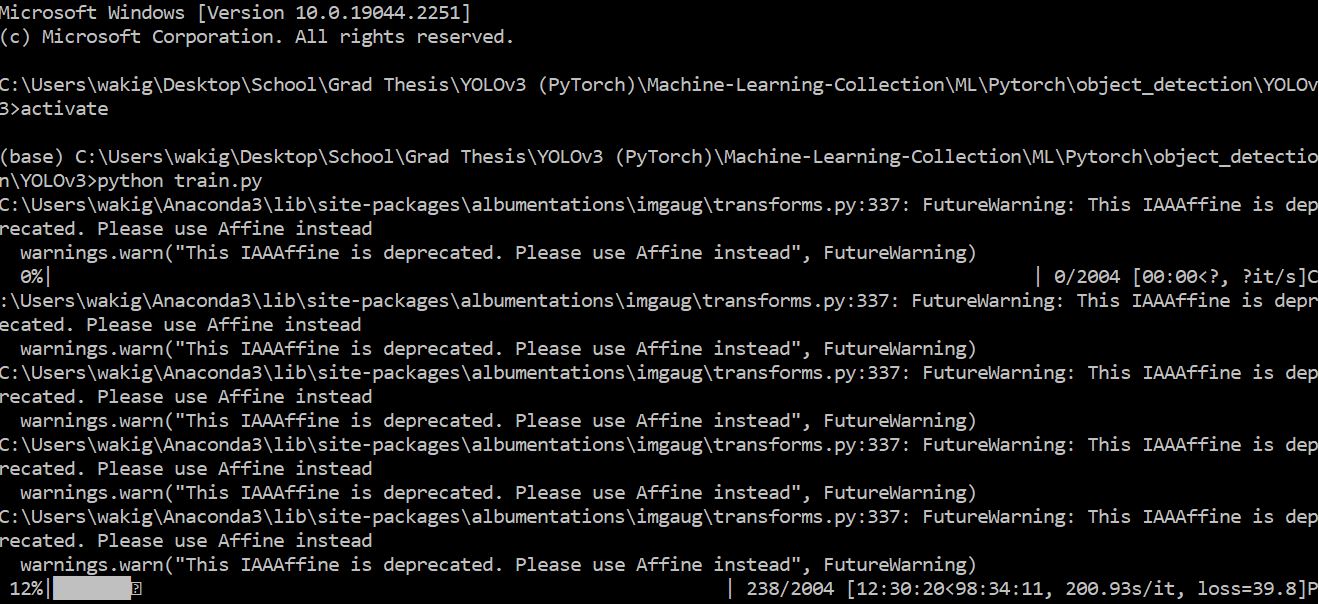 Microsoft Windows [Version 10.0.19044.2251]
(c) Microsoft Corporation. All rights reserved.
C:\Users\wakig\Desktop\School\Grad Thesis\YOLOv3 (PyTorch)\Machine-Learning-Collection\ML\Pytorch\object_detection\YOLOv
3>activate
(base) C:\Users\wakig\Desktop\School\Grad Thesis\YOLOv3 (PyTorch)\Machine-Learning-Collection\ML\Pytorch\object_detectio
n\YOLOv3>python train.py
C:\Users\wakig\Anaconda3\lib\site-packages\albumentations\imgaug\transforms.py:337: FutureWarning: This IAAAffine is dep
recated. Please use Affine instead
  warnings.warn("This IAAAffine is deprecated. Please use Affine instead", FutureWarning)
  0%|                                                                                          | 0/2004 [00:00<?, ?it/s]C
:\Users\wakig\Anaconda3\lib\site-packages\albumentations\imgaug\transforms.py:337: FutureWarning: This IAAAffine is depr
ecated. Please use Affine instead
  warnings.warn("This IAAAffine is deprecated. Please use Affine instead", FutureWarning)
C:\Users\wakig\Anaconda3\lib\site-packages\albumentations\imgaug\transforms.py:337: FutureWarning: This IAAAffine is dep
recated. Please use Affine instead
  warnings.warn("This IAAAffine is deprecated. Please use Affine instead", FutureWarning)
C:\Users\wakig\Anaconda3\lib\site-packages\albumentations\imgaug\transforms.py:337: FutureWarning: This IAAAffine is dep
recated. Please use Affine instead
  warnings.warn("This IAAAffine is deprecated. Please use Affine instead", FutureWarning)
C:\Users\wakig\Anaconda3\lib\site-packages\albumentations\imgaug\transforms.py:337: FutureWarning: This IAAAffine is dep
recated. Please use Affine instead
  warnings.warn("This IAAAffine is deprecated. Please use Affine instead", FutureWarning)
 12%|███████                                                      | 238/2004 [12:30:20<98:34:11, 200.93s/it, loss=39.8]P